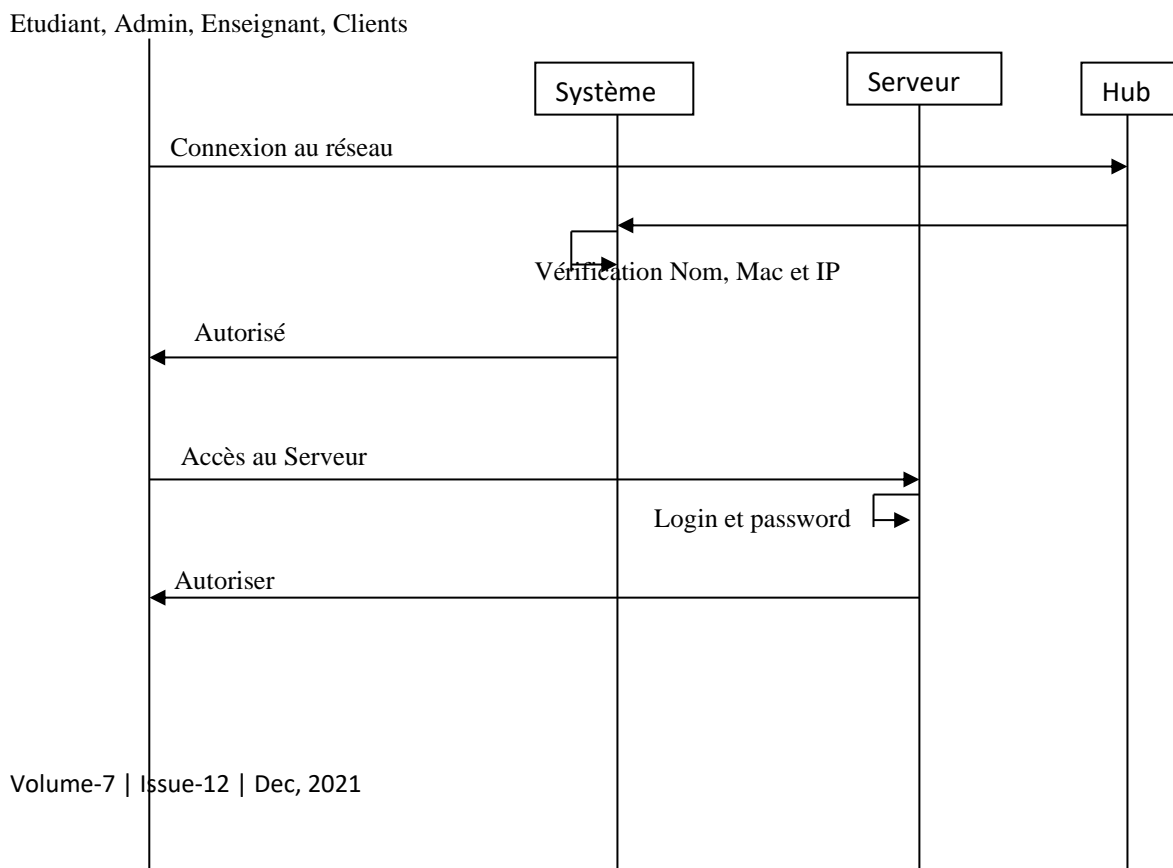 Etudiant, Admin, Enseignant, Clients
Système
Serveur
Hub
Connexion au réseau
Vérification Nom, Mac et IP
Autorisé
Accès au Serveur
Login et password
Autoriser
Volume-7 | Issue-12 | Dec, 2021